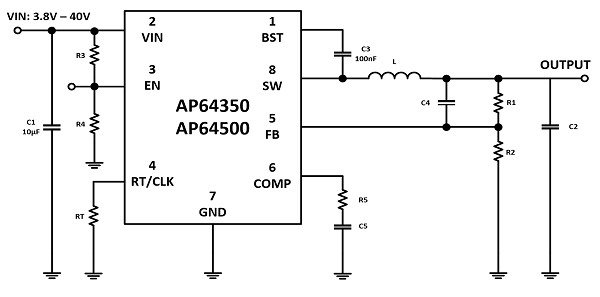 VIN: 3.8V – 40V
2
VIN
1
BST
C3
100nF
L
R3
3
EN
8
SW
OUTPUT
AP64350
AP64500
C1
10µF
R4
5
FB
C4
R1
C2
R2
4
RT/CLK
6
COMP
7
GND
RT
R5
C5